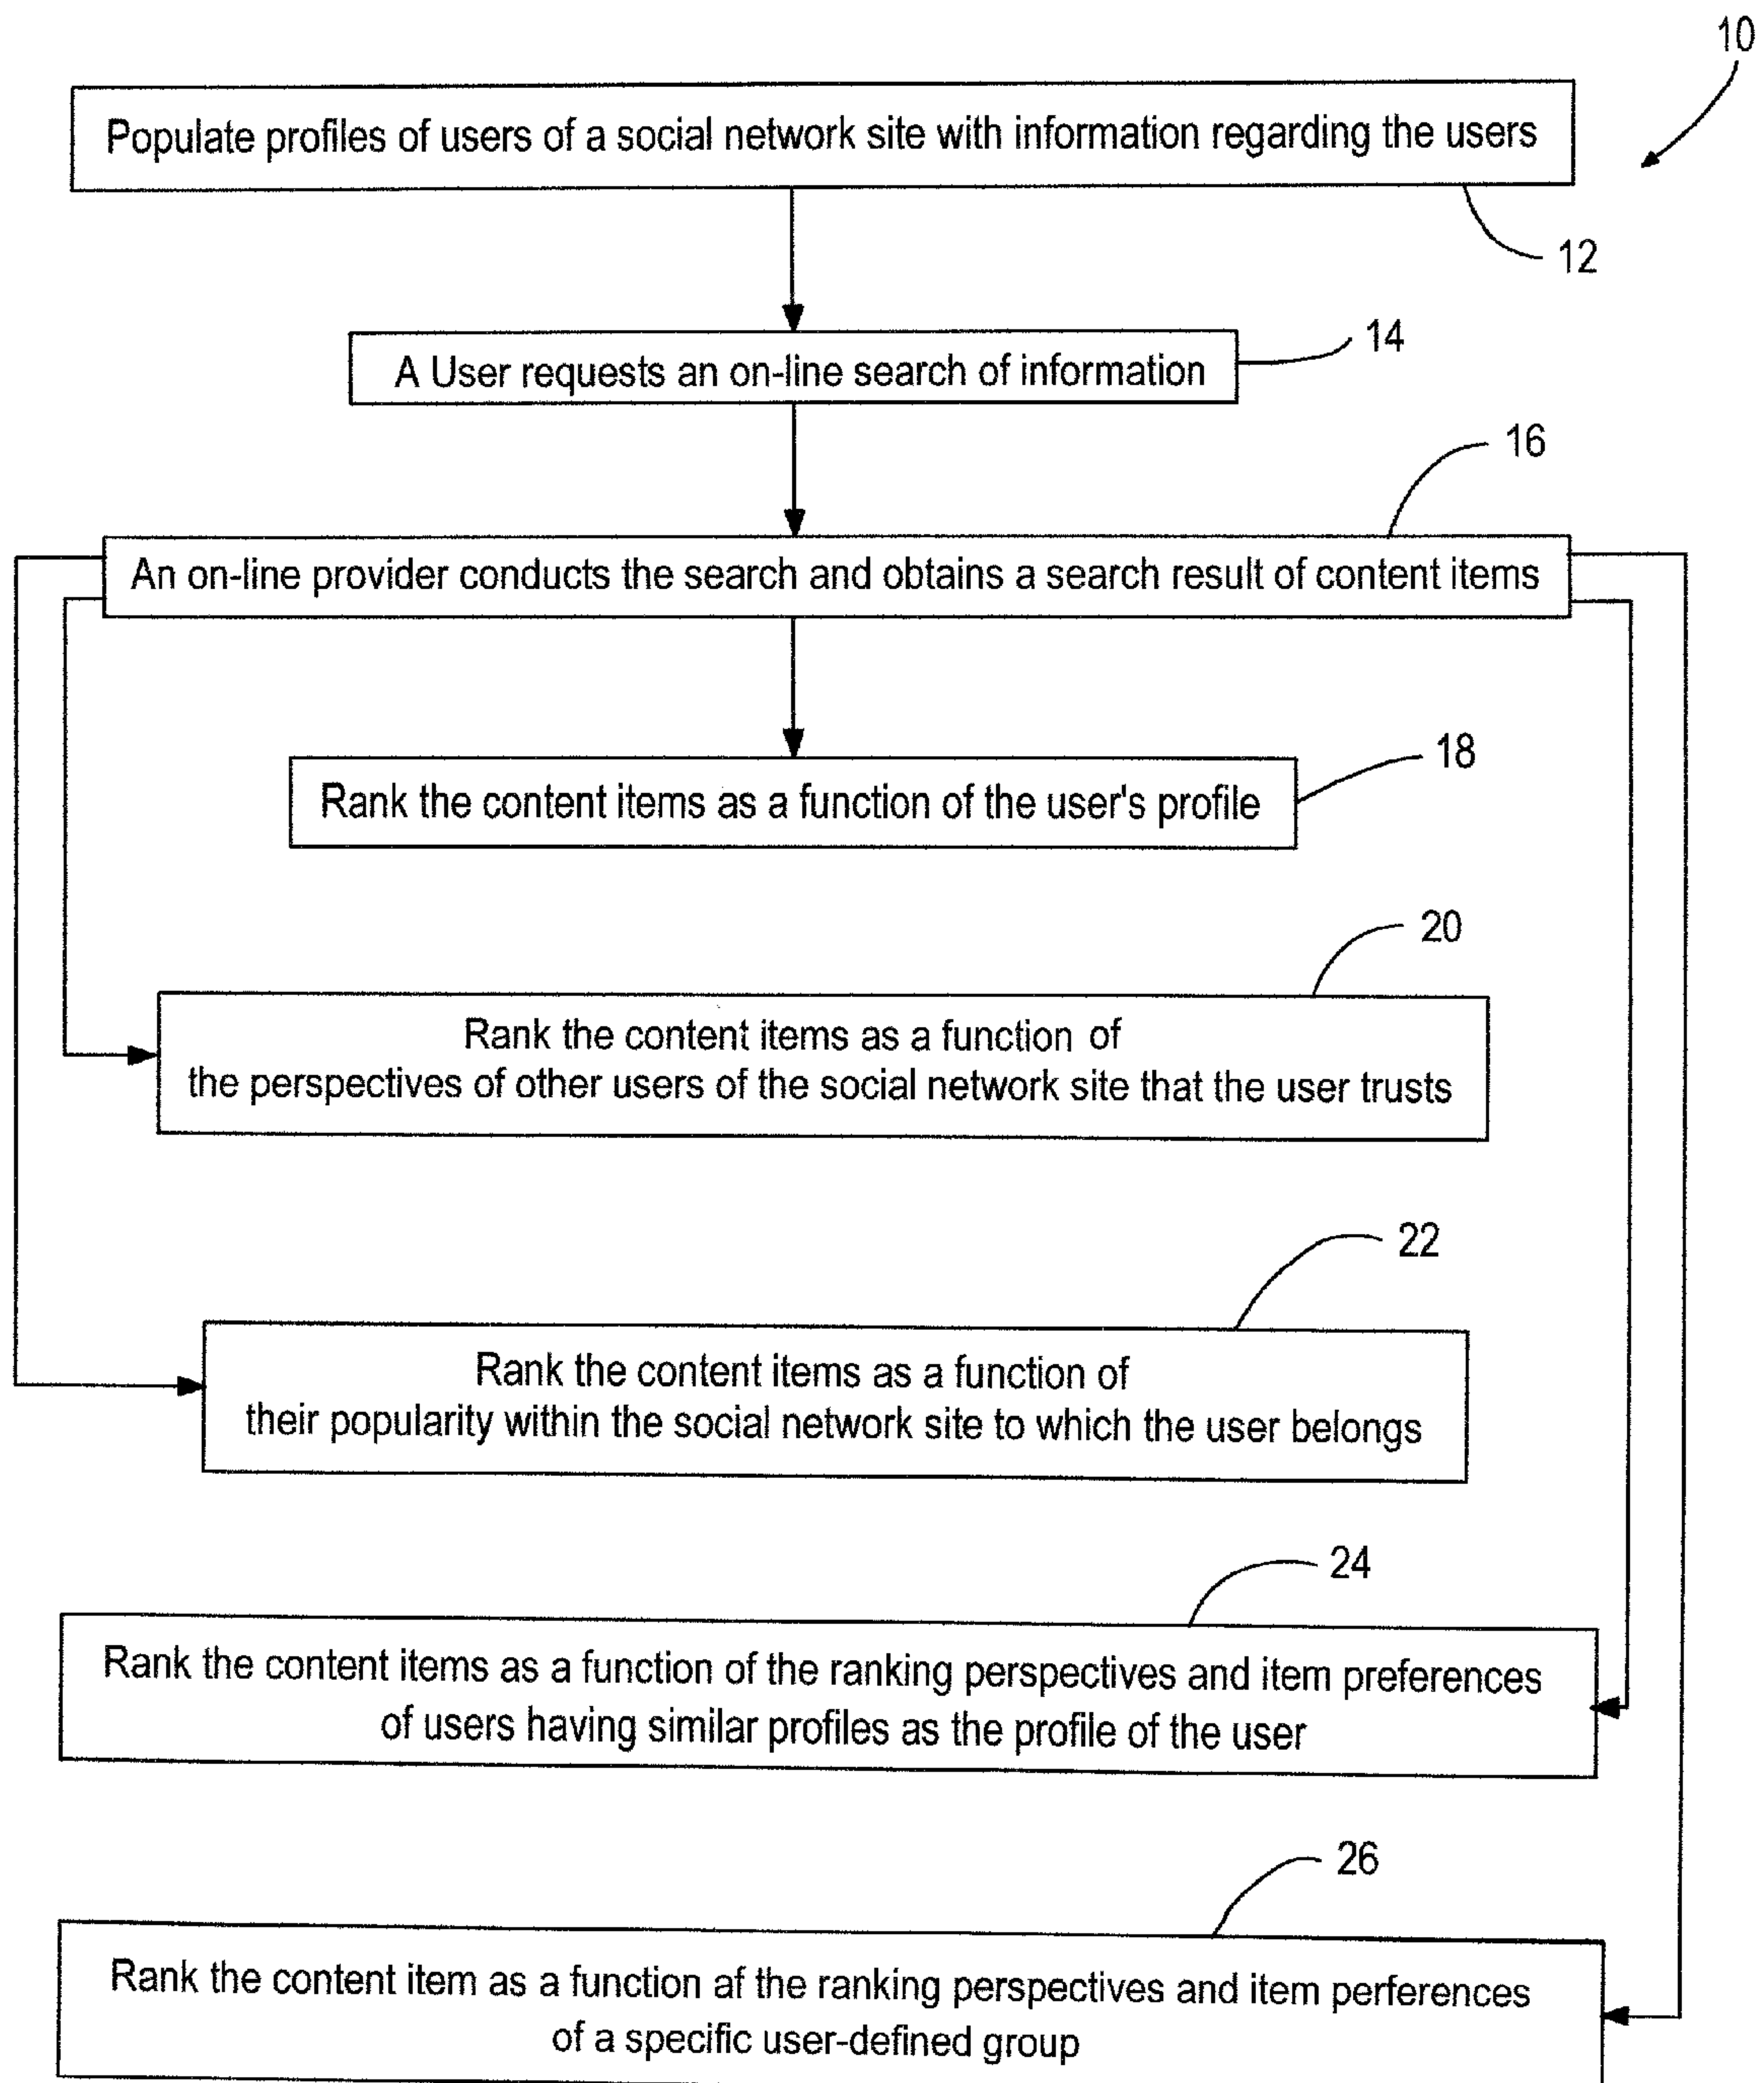 10
Populate profiles of users of a social network site with information regarding the users
12
A User requests an on-line search of information
14
16
An on-line provider conducts the search and obtains a search result of content items
18
Rank the content items as a function of the user's profile
20
Rank the content items as a function of
the perspectives of other users of the social network site that the user trusts
22
Rank the content items as a function of
their popularity within the social network site to which the user belongs
24
Rank the content items as a function of the ranking perspectives and item preferences
of users having similar profiles as the profile of the user
26
Rank the content item as a function af the ranking perspectives and item perferences
of a specific user-defined group